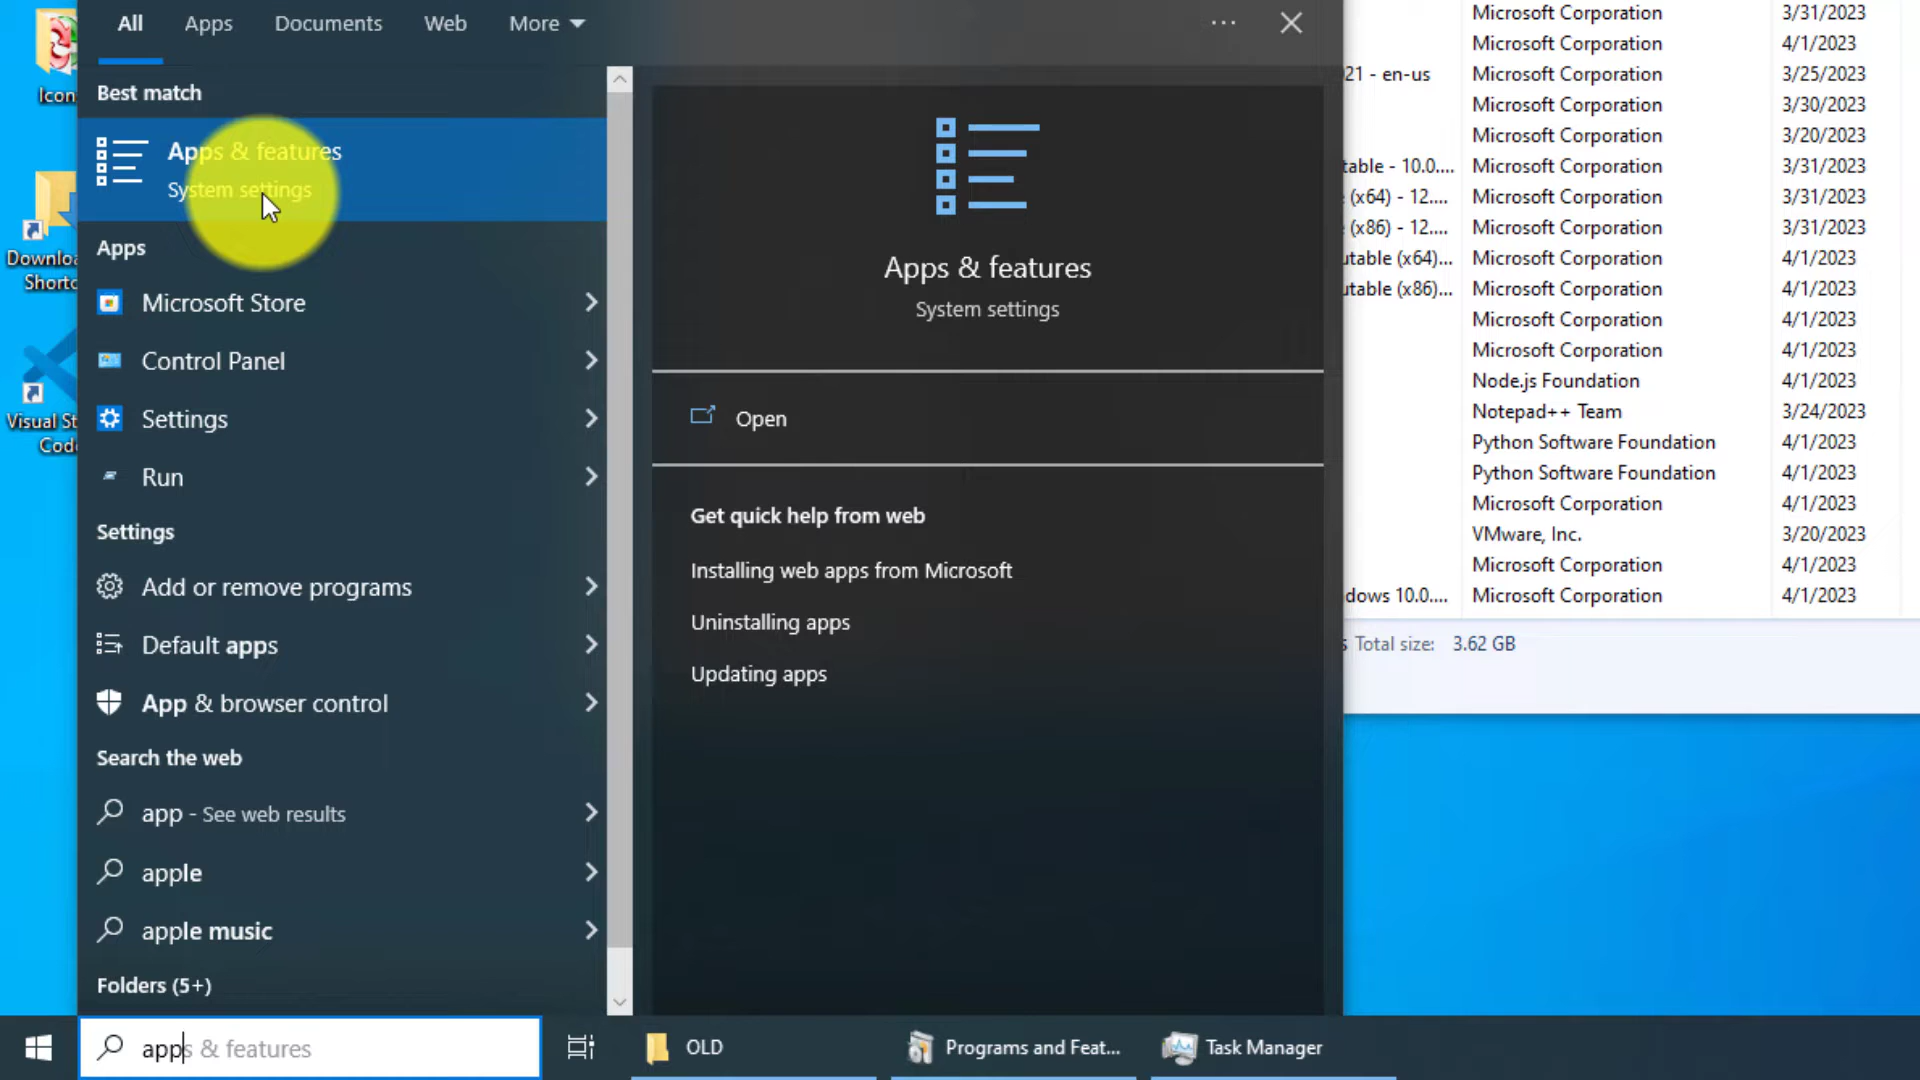 All Apps Documents Web More
Best match
Apps & features
System settings
Apps
Microsoft Store
Control Panel
Settings
Run
Settings
Add or remove programs
Default apps
App & browser control
Search the web
app - See web results
apple
apple music
Folders (5+)
Apps & features
System settings
Open
Get quick help from web
Installing web apps from Microsoft
Uninstalling apps
Updating apps
Microsoft Corporation 3/31/2023
Microsoft Corporation 4/1/2023
21 - en-us Microsoft Corporation 3/25/2023
Microsoft Corporation 3/30/2023
Microsoft Corporation 3/20/2023
table - 10.0.... Microsoft Corporation 3/31/2023
(x64) - 12.... Microsoft Corporation 3/31/2023
(x86) - 12.... Microsoft Corporation 3/31/2023
utable (x64)... Microsoft Corporation 4/1/2023
utable (x86)... Microsoft Corporation 4/1/2023
Microsoft Corporation 4/1/2023
Microsoft Corporation 4/1/2023
Node.js Foundation 4/1/2023
Notepad++ Team 3/24/2023
Python Software Foundation 4/1/2023
Python Software Foundation 4/1/2023
Microsoft Corporation 4/1/2023
VMware, Inc. 3/20/2023
Microsoft Corporation 4/1/2023
dows 10.0.... Microsoft Corporation 4/1/2023
s Total size: 3.62 GB
Icon
Downloa
Shortc
Visual St
Code
apps & features
OLD
Programs and Feat...
Task Manager